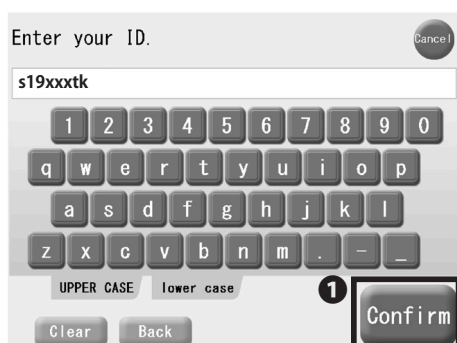 Enter your ID.
Cancel
s19xxxtk
1 2 3 4 5 6 7 8 9 0
q w e r t y u i o p
a s d f g h j k l
z x c v b n m . - _
UPPER CASE lower case
❶
Confirm
Clear Back